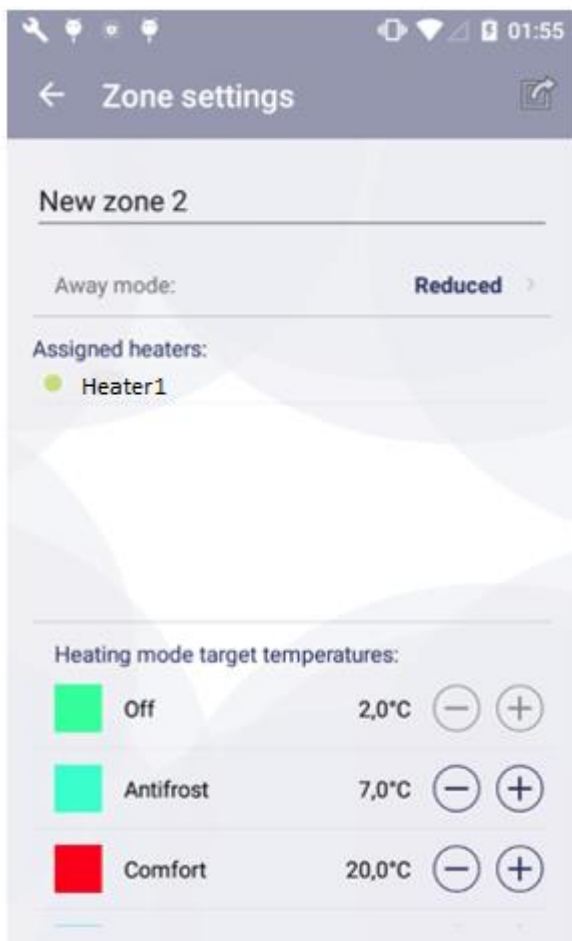 01:55
Zone settings
New zone 2
Away mode: Reduced
Assigned heaters:
Heater1
Heating mode target temperatures:
Off 2,0°C
Antifrost 7,0°C
Comfort 20,0°C